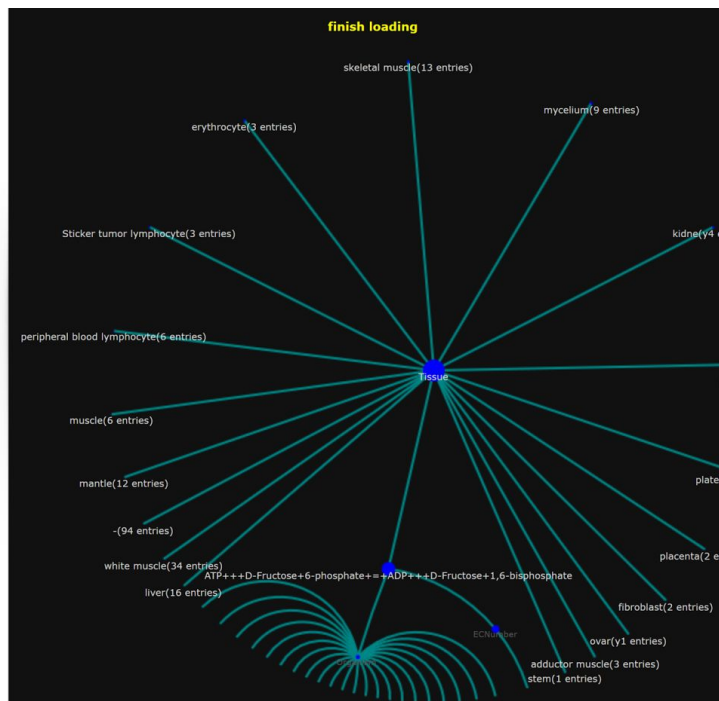 finish loading
skeletal muscle(13 entries)
mycelium(9 entries)
erythrocyte(3 entries)
Sticker tumor lymphocyte(3 entries)
kidne(y4 e
peripheral blood lymphocyte(6 entries)
Tissue
muscle(6 entries)
mantle(12 entries)
plate
-(94 entries)
placenta(2 e
white muscle(34 entries)
ATP+++D-Fructose+6-phosphate+=+ADP+++D-Fructose+1,6-bisphosphate
liver(16 entries)
fibroblast(2 entries)
ECNumber
ovar(y1 entries)
adductor muscle(3 entries)
stem(1 entries)